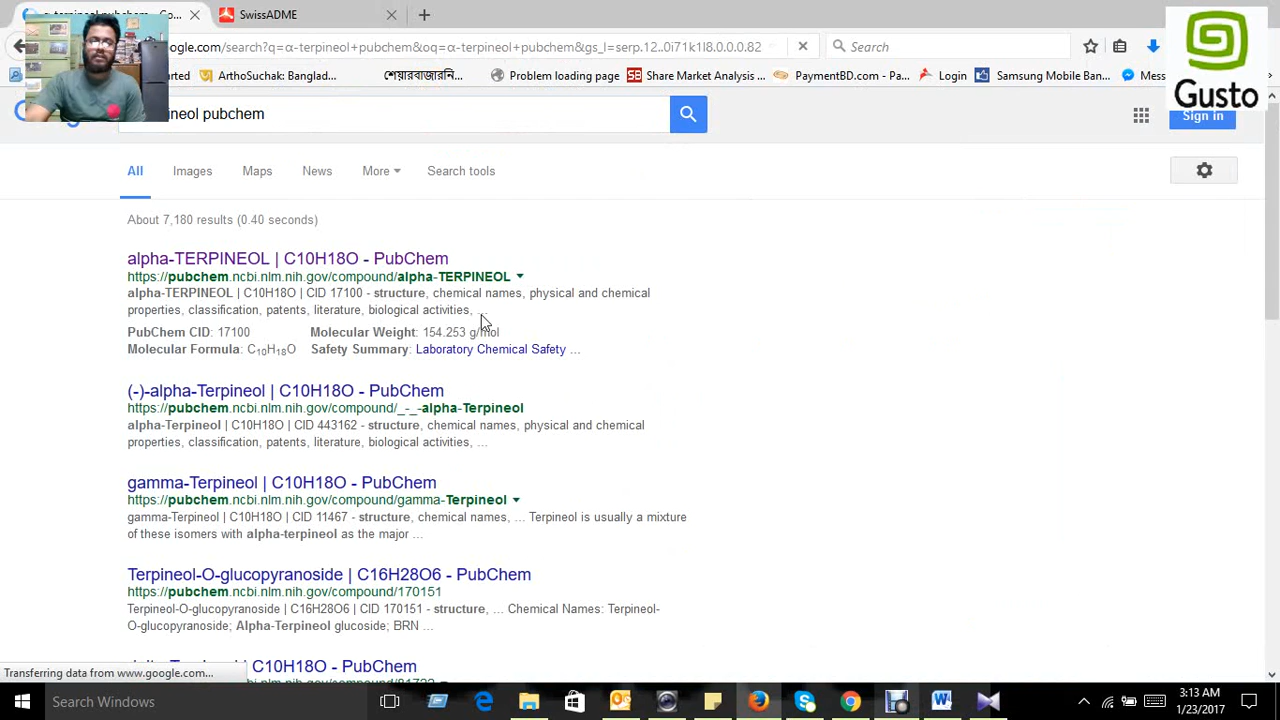 SwissADME
google.com/search?q=α-terpineol+pubchem&oq=α-terpineol+pubchem&gs_l=serp.12..0i71k1l8.0.0.0.82
Search
ArthoSuchak: Banglad...
শেয়ারবাজারনি...
Problem loading page
SB Share Market Analysis ...
PaymentBD.com - Pa...
Login
Samsung Mobile Ban...
Mess
Gusto
ineol pubchem
Sign in
All Images Maps News More Search tools
About 7,180 results (0.40 seconds)
alpha-TERPINEOL | C10H18O - PubChem
https://pubchem.ncbi.nlm.nih.gov/compound/alpha-TERPINEOL
alpha-TERPINEOL | C10H18O | CID 17100 - structure, chemical names, physical and chemical
properties, classification, patents, literature, biological activities, ...
PubChem CID: 17100 Molecular Weight: 154.253 g/mol
Molecular Formula: C₁₀H₁₈O Safety Summary: Laboratory Chemical Safety ...
(-)-alpha-Terpineol | C10H18O - PubChem
https://pubchem.ncbi.nlm.nih.gov/compound/_-_-alpha-Terpineol
alpha-Terpineol | C10H18O | CID 443162 - structure, chemical names, physical and chemical
properties, classification, patents, literature, biological activities, ...
gamma-Terpineol | C10H18O - PubChem
https://pubchem.ncbi.nlm.nih.gov/compound/gamma-Terpineol
gamma-Terpineol | C10H18O | CID 11467 - structure, chemical names, ... Terpineol is usually a mixture
of these isomers with alpha-terpineol as the major ...
Terpineol-O-glucopyranoside | C16H28O6 - PubChem
https://pubchem.ncbi.nlm.nih.gov/compound/170151
Terpineol-O-glucopyranoside | C16H28O6 | CID 170151 - structure, ... Chemical Names: Terpineol-
O-glucopyranoside; Alpha-Terpineol glucoside; BRN ...
| C10H18O - PubChem
Transferring data from www.google.com...
Search Windows
3:13 AM
1/23/2017